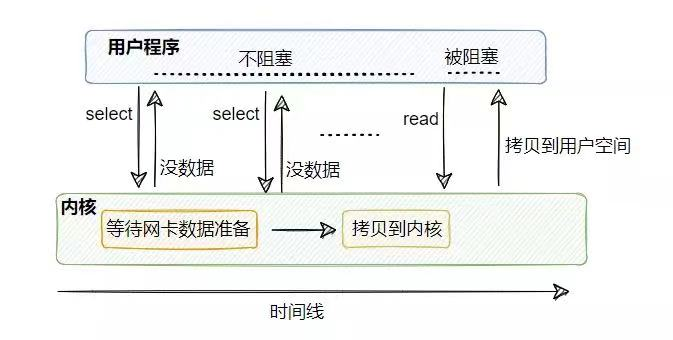 用户程序
不阻塞
被阻塞
select
select
read
没数据
没数据
拷贝到用户空间
内核
等待网卡数据准备
拷贝到内核
时间线